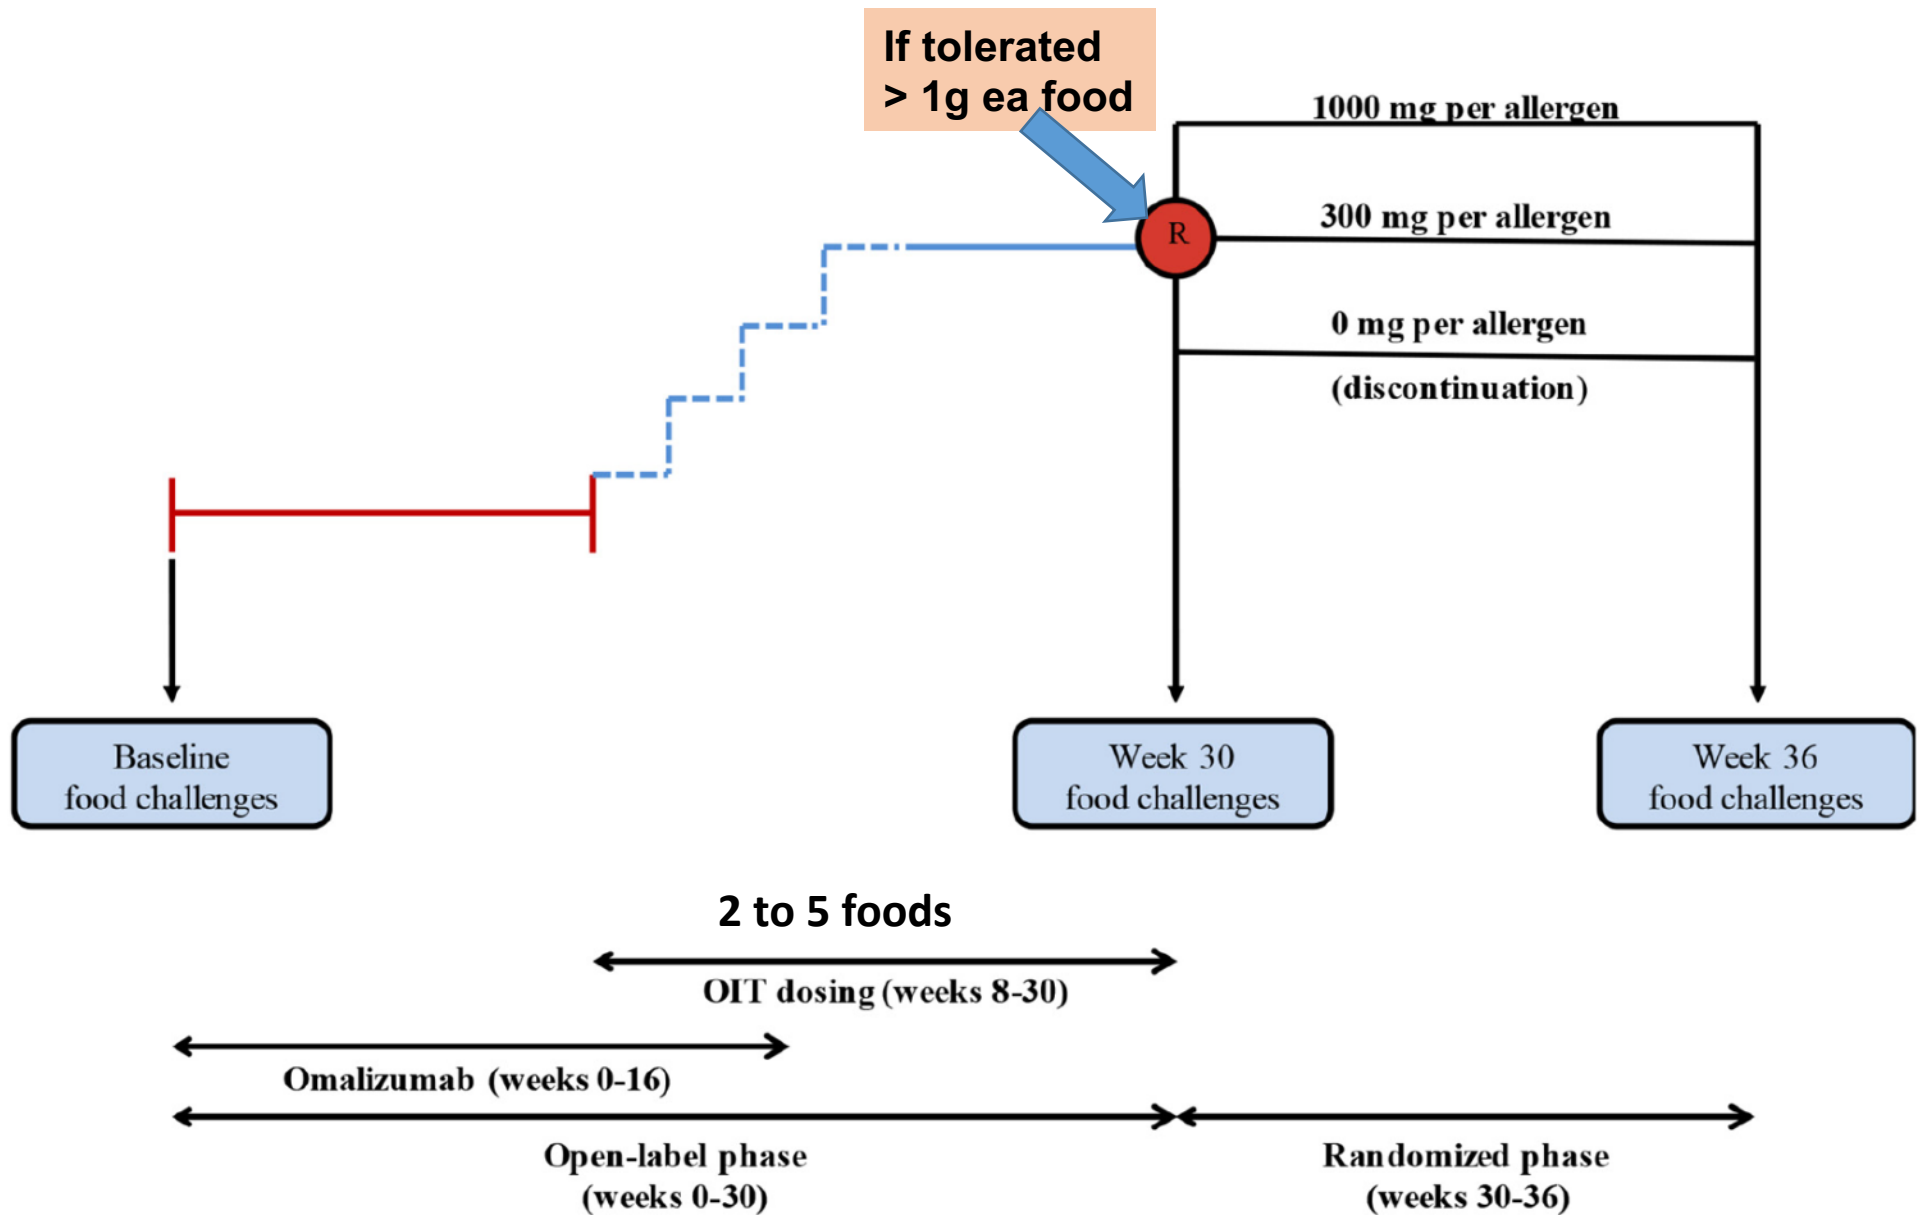 If tolerated
> 1g ea food
1000 mg per allergen
300 mg per allergen
R
0 mg per allergen
(discontinuation)
Baseline
food challenges
Week 30
food challenges
Week 36
food challenges
2 to 5 foods
OIT dosing (weeks 8-30)
Omalizumab (weeks 0-16)
Open-label phase
(weeks 0-30)
Randomized phase
(weeks 30-36)